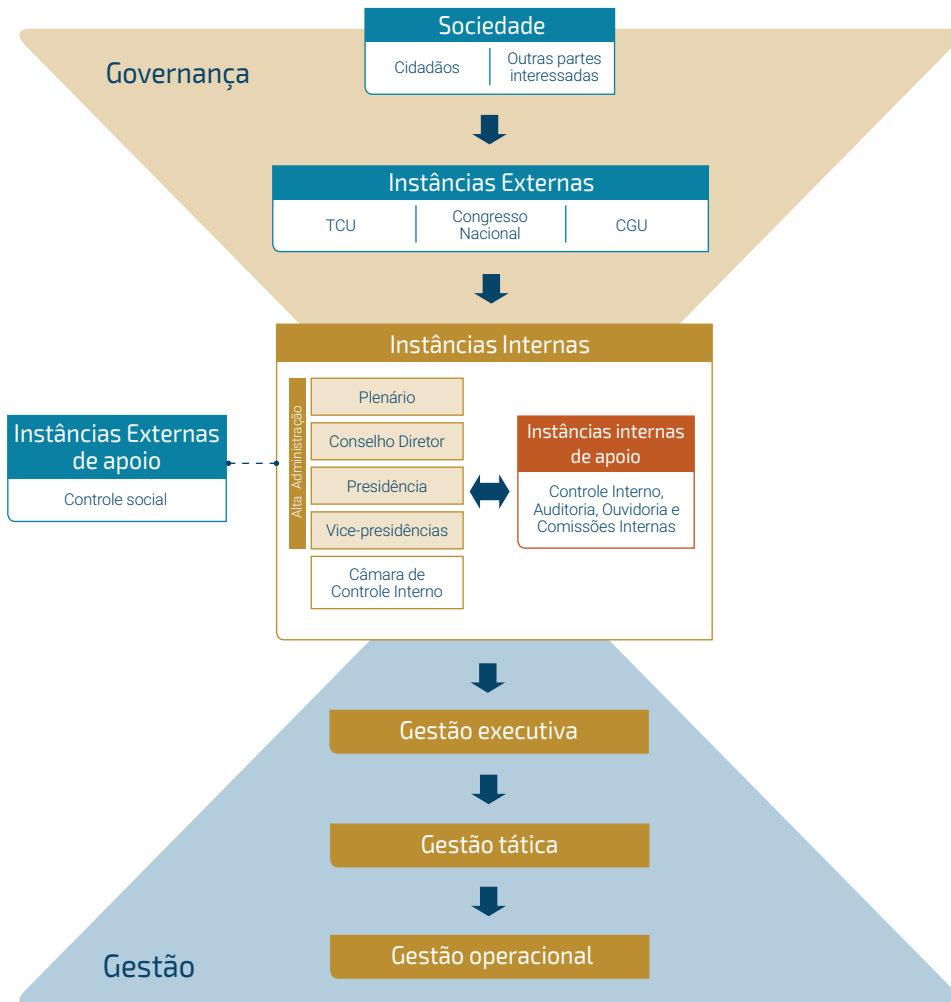 Sociedade
Governança
Cidadãos
Outras partes
interessadas
Instâncias Externas
TCU
Congresso
Nacional
CGU
Instâncias Internas
Alta Administração
Plenário
Conselho Diretor
Presidência
Vice-presidências
Câmara de
Controle Interno
Instâncias Externas
de apoio
Controle social
Instâncias internas
de apoio
Controle Interno,
Auditoria, Ouvidoria e
Comissões Internas
Gestão executiva
Gestão tática
Gestão operacional
Gestão